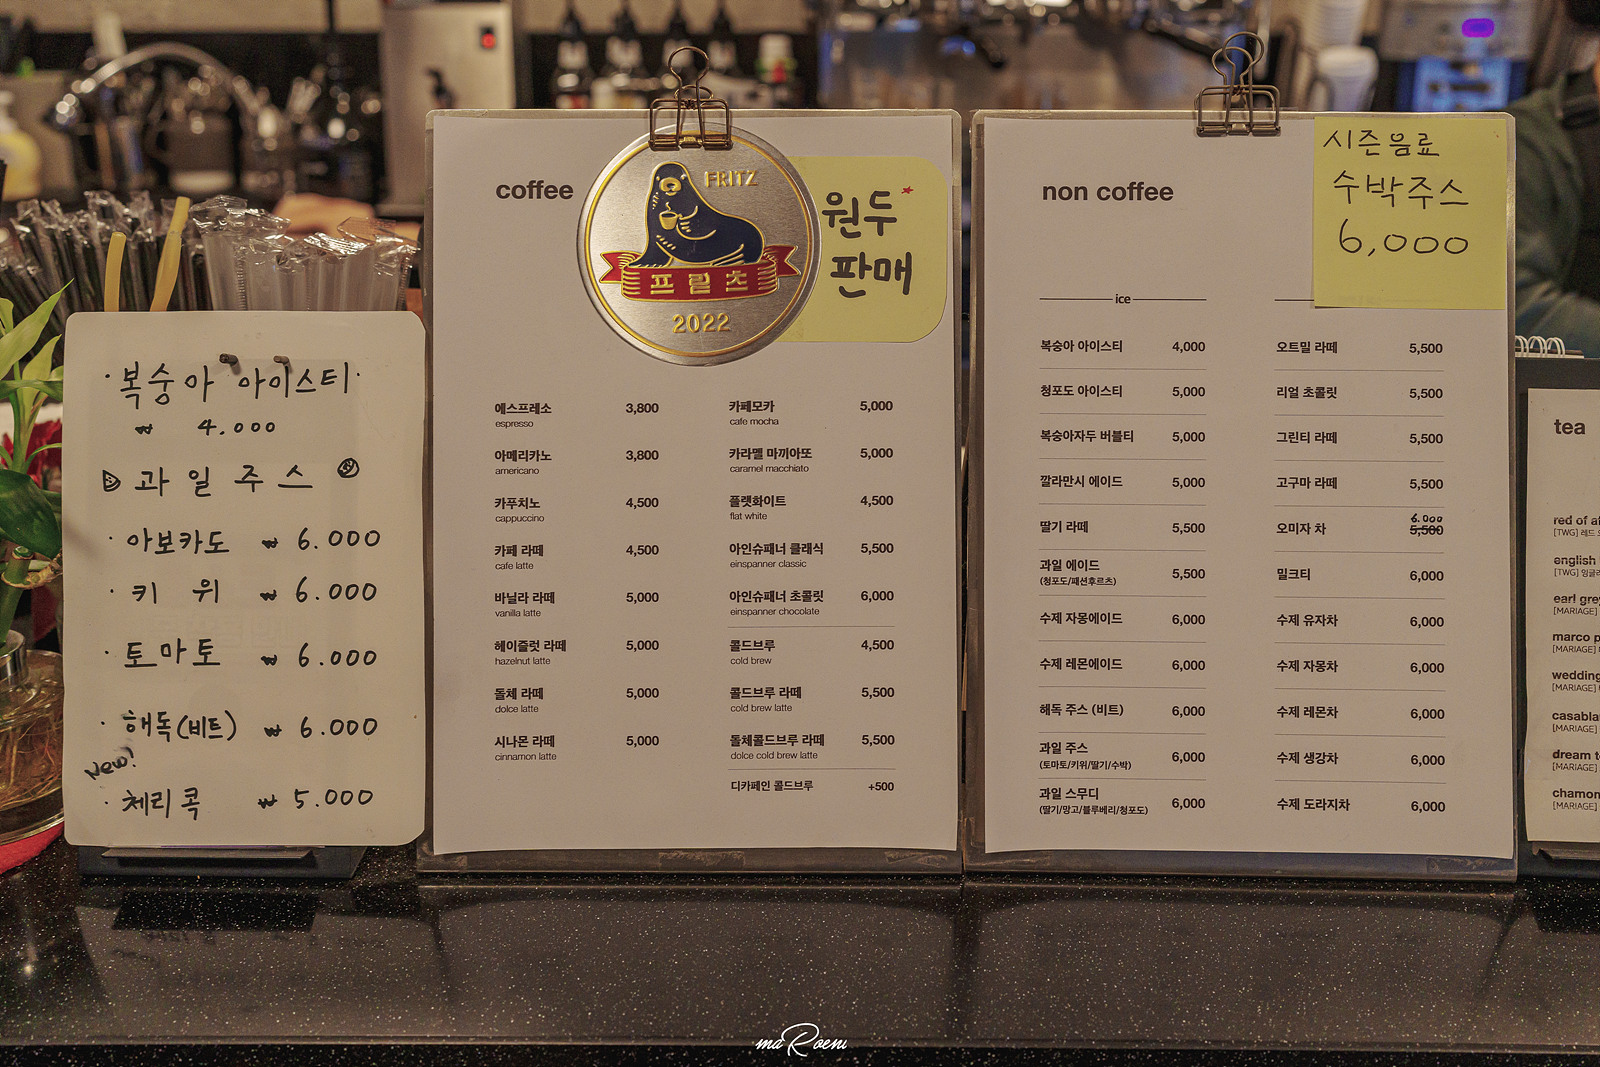 복숭아 아이스티
₩ 4.000
과일주스
아보카도 ₩ 6.000
키위 ₩ 6.000
토마토 ₩ 6.000
해독(비트) ₩ 6.000
New!
체리콕 ₩ 5.000
coffee
FRITZ
프릳츠
2022
원두
판매
에스프레소 3,800
espresso
아메리카노 3,800
americano
카푸치노 4,500
cappuccino
카페 라떼 4,500
cafe latte
바닐라 라떼 5,000
vanilla latte
헤이즐럿 라떼 5,000
hazelnut latte
돌체 라떼 5,000
dolce latte
시나몬 라떼 5,000
cinnamon latte
카페모카 5,000
cafe mocha
카라멜 마끼아또 5,000
caramel macchiato
플랫화이트 4,500
flat white
아인슈패너 클래식 5,500
einspanner classic
아인슈패너 초콜릿 6,000
einspanner chocolate
콜드브루 4,500
cold brew
콜드브루 라떼 5,500
cold brew latte
돌체콜드브루 라떼 5,500
dolce cold brew latte
디카페인 콜드브루 +500
non coffee
시즌음료
수박주스
6,000
ice
복숭아 아이스티 4,000
청포도 아이스티 5,000
복숭아자두 버블티 5,000
깔라만시 에이드 5,000
딸기 라떼 5,500
과일 에이드 5,500
(청포도/패션후르츠)
수제 자몽에이드 6,000
수제 레몬에이드 6,000
해독 주스 (비트) 6,000
과일 주스 6,000
(토마토/키위/딸기/수박)
과일 스무디 6,000
(딸기/망고/블루베리/청포도)
오트밀 라떼 5,500
리얼 초콜릿 5,500
그린티 라떼 5,500
고구마 라떼 5,500
6.000
오미자 차 5,500
밀크티 6,000
수제 유자차 6,000
수제 자몽차 6,000
수제 레몬차 6,000
수제 생강차 6,000
수제 도라지차 6,000
tea
red of
[TWG] 레드
english
[TWG]
earl grey
[MARIAGE]
marco
[MARIAGE]
wedding
[MARIAGE]
[MARIAGE]
dream
[MARIAGE]
[MARIAGE]
maRoeni